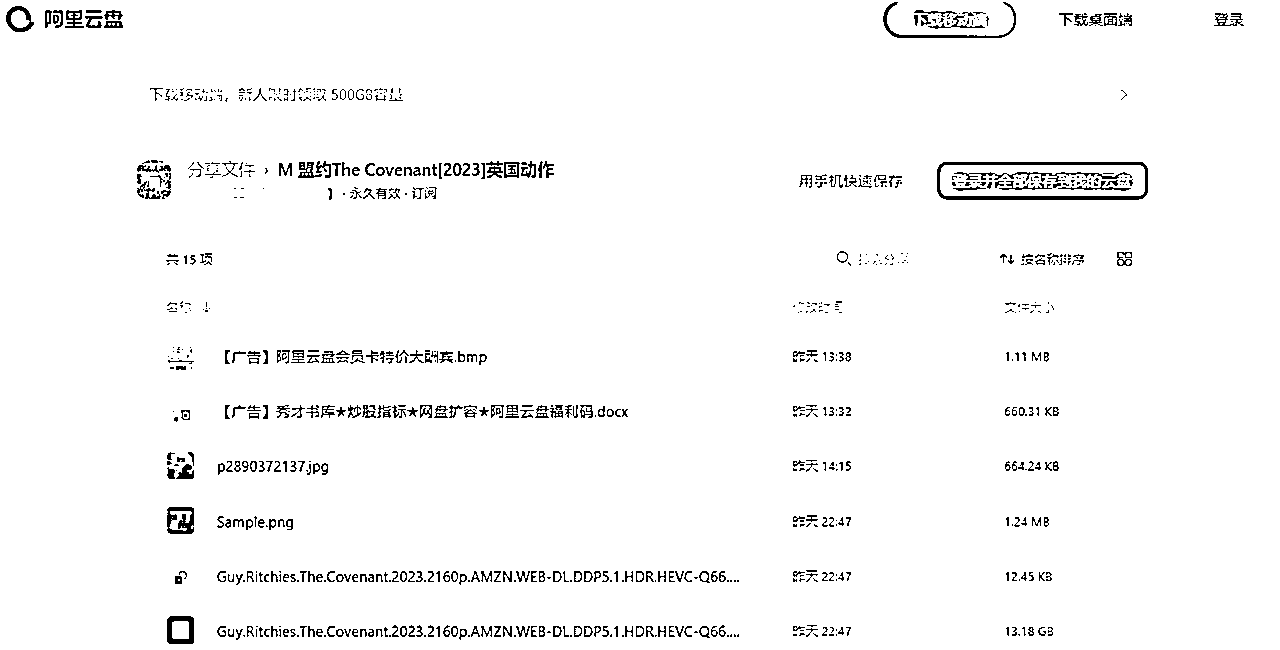 阿里云盘
下载移动端
下载桌面端
登录
下载移动端，新人限时领取 500GB容量
分享文件 › M 盟约The Covenant[2023]英国动作
· 永久有效 · 订阅
用手机快速保存
登录并全部保存到我的云盘
共 15 项
按名称排序
名称
修改时间
文件大小
【广告】阿里云盘会员卡特价大酬宾.bmp 昨天 13:38 1.11 MB
【广告】秀才书库★炒股指标★网盘扩容★阿里云盘福利码.docx 昨天 13:32 660.31 KB
p2890372137.jpg 昨天 14:15 664.24 KB
Sample.png 昨天 22:47 1.24 MB
Guy.Ritchies.The.Covenant.2023.2160p.AMZN.WEB-DL.DDP5.1.HDR.HEVC-Q66.... 昨天 22:47 12.45 KB
Guy.Ritchies.The.Covenant.2023.2160p.AMZN.WEB-DL.DDP5.1.HDR.HEVC-Q66.... 昨天 22:47 13.18 GB